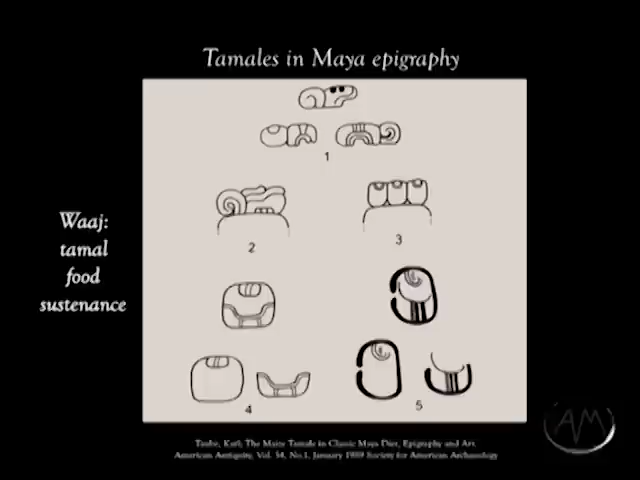 Tamales in Maya epigraphy
1
2
3
Waaj:
tamal
food
sustenance
4
5
Taube, Karl; The Maize Tamale in Classic Maya Diet, Epigraphy and Art.
American Antiquity, Vol. 54, No.1, January 1989 Society for American Archaeology
AM